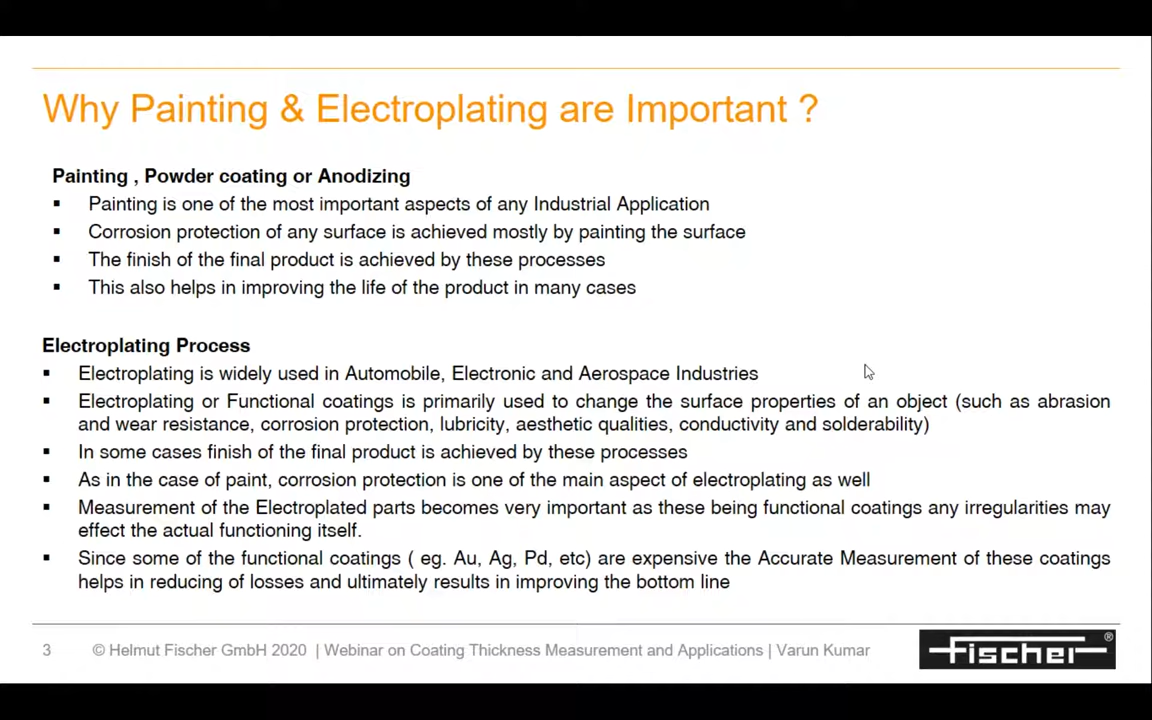 Why Painting & Electroplating are Important ?
Painting , Powder coating or Anodizing
▪ Painting is one of the most important aspects of any Industrial Application
▪ Corrosion protection of any surface is achieved mostly by painting the surface
▪ The finish of the final product is achieved by these processes
▪ This also helps in improving the life of the product in many cases
Electroplating Process
▪ Electroplating is widely used in Automobile, Electronic and Aerospace Industries
▪ Electroplating or Functional coatings is primarily used to change the surface properties of an object (such as abrasion
and wear resistance, corrosion protection, lubricity, aesthetic qualities, conductivity and solderability)
▪ In some cases finish of the final product is achieved by these processes
▪ As in the case of paint, corrosion protection is one of the main aspect of electroplating as well
▪ Measurement of the Electroplated parts becomes very important as these being functional coatings any irregularities may
effect the actual functioning itself.
▪ Since some of the functional coatings ( eg. Au, Ag, Pd, etc) are expensive the Accurate Measurement of these coatings
helps in reducing of losses and ultimately results in improving the bottom line
3 © Helmut Fischer GmbH 2020 | Webinar on Coating Thickness Measurement and Applications | Varun Kumar
fischer®